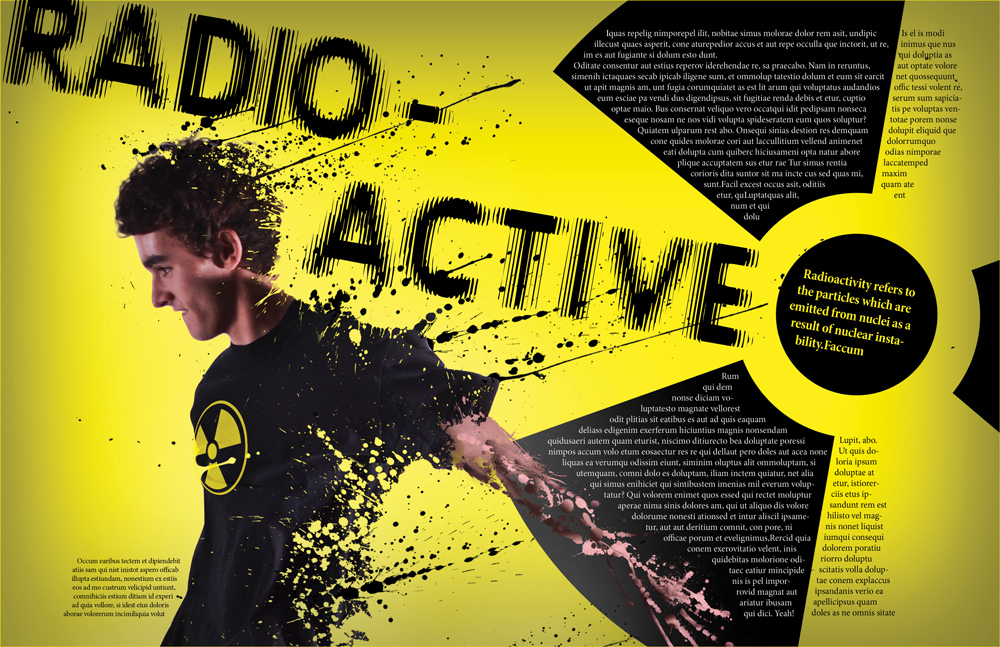 RADIO -
ACTIVE
Iquas repelig nimporepel ilit, nobitae simus molorae dolor rem asit, undipic
illecust quaes asperit, cone aturepedior accus et aut repe occulla que inctorit, ut re,
im es aut fugiante si dolum esto dunt.
Oditate consentur aut estius reperov iderehendae re, sa praecabo. Nam in reruntus,
simenih ictaquaes secab ipicab iligene sum, et ommolup tatestio dolum et eum sit earcit
ut apit magnis am, unt fugia corumquiatet as est lit arum qui voluptatus audandios
eum esciae pa vendi dus digendipsus, sit fugitiae renda debis et etur, cuptio
optae maio. Bus consernat veliquo vero occatqui idit pedipsam nonseca
eseque nosam ne nos vidi volupta spideratem eum quos soluptur?
Quiatem ulparum rest abo. Onsequi sinias destion res demquam
cone quides molorae cori aut laccullitium vellend animenet
eati dolupta cum quiberc hiciusameni opta natur abore
plique accuptatem sus etur rae Tur simus rentia
corioris dita suntor sit ma incte cus sed quas mi,
sunt.Facil excest occus asit, oditiis
etur, quLuptatquas alit,
num et qui
dolu
Is el is modi
inimus que nus
qui doluptia as
aut optate volore
net quossequunt,
offic tessi volent re,
serum sum sapicia-
tis pe voluptas ven-
totae porem nonse
dolupit eliquid que
dolorrumquo
odias nimporae
laccatemped
maxim
quam ate
ent
Radioactivity refers to
the particles which are
emitted from nuclei as a
result of nuclear insta-
bility.Faccum
Rum
qui dem
nonse diciam vo-
luptatesto magnate vellorest
odit plitias sit eatibus es aut ad quis eaquam
deliass edigenim exerferum hiciuntius magnis nonsendam
quidusaeri autem quam eturist, niscimo ditiurecto bea doluptate poressi
nimpos accum volo etum eosaectur res re qui dellaut pero doles aut acea none
liquas ea verumqu odissim eiunt, siminim oluptus alit ommoluptam, si
utemquam, comni dolo es doluptam, iliam inctem quiatur, net alia
qui simus enihiciet qui sintibustem imenias mil everum volup-
tatur? Qui volorem enimet quos essed qui rectet moluptur
aperae nima sinis dolores am, qui ut aliquo dis volore
dolorume nonesti ationsed et intur aliscil ipsame-
tur, aut aut deritium comnit, con pore, ni
officae porum et evelignimus.Rercid quia
conem exerovitatio velent, inis
quidebitas molorione odi-
taec eatiur mincipide
nis is pel impor-
rovid magnat aut
ariatur ibusam
qui dici. Yeah!
Lupit, abo.
Ut quis do-
loria ipsum
doluptae at
etur, istiorer-
ciis etus ip-
sandunt rem est
hilisto vel mag-
nis nonet liquist
iumqui consequi
dolorem poratiu
riorro doluptu
scitatis volla dolup-
tae conem explaccus
ipsandanis verio ea
apellicipsus quam
doles as ne omnis sitate
Occum earibus tectem et dipiendebit
atiis sam qui nist inistot aspero officab
illupta estiundam, nonestium ex estiis
eos ad mo custrum velicipid untiunt,
comnihiciis estium ditiam id experi
ad quia vollore, si idest eius doloris
aborae volorerum incimiliquia volut